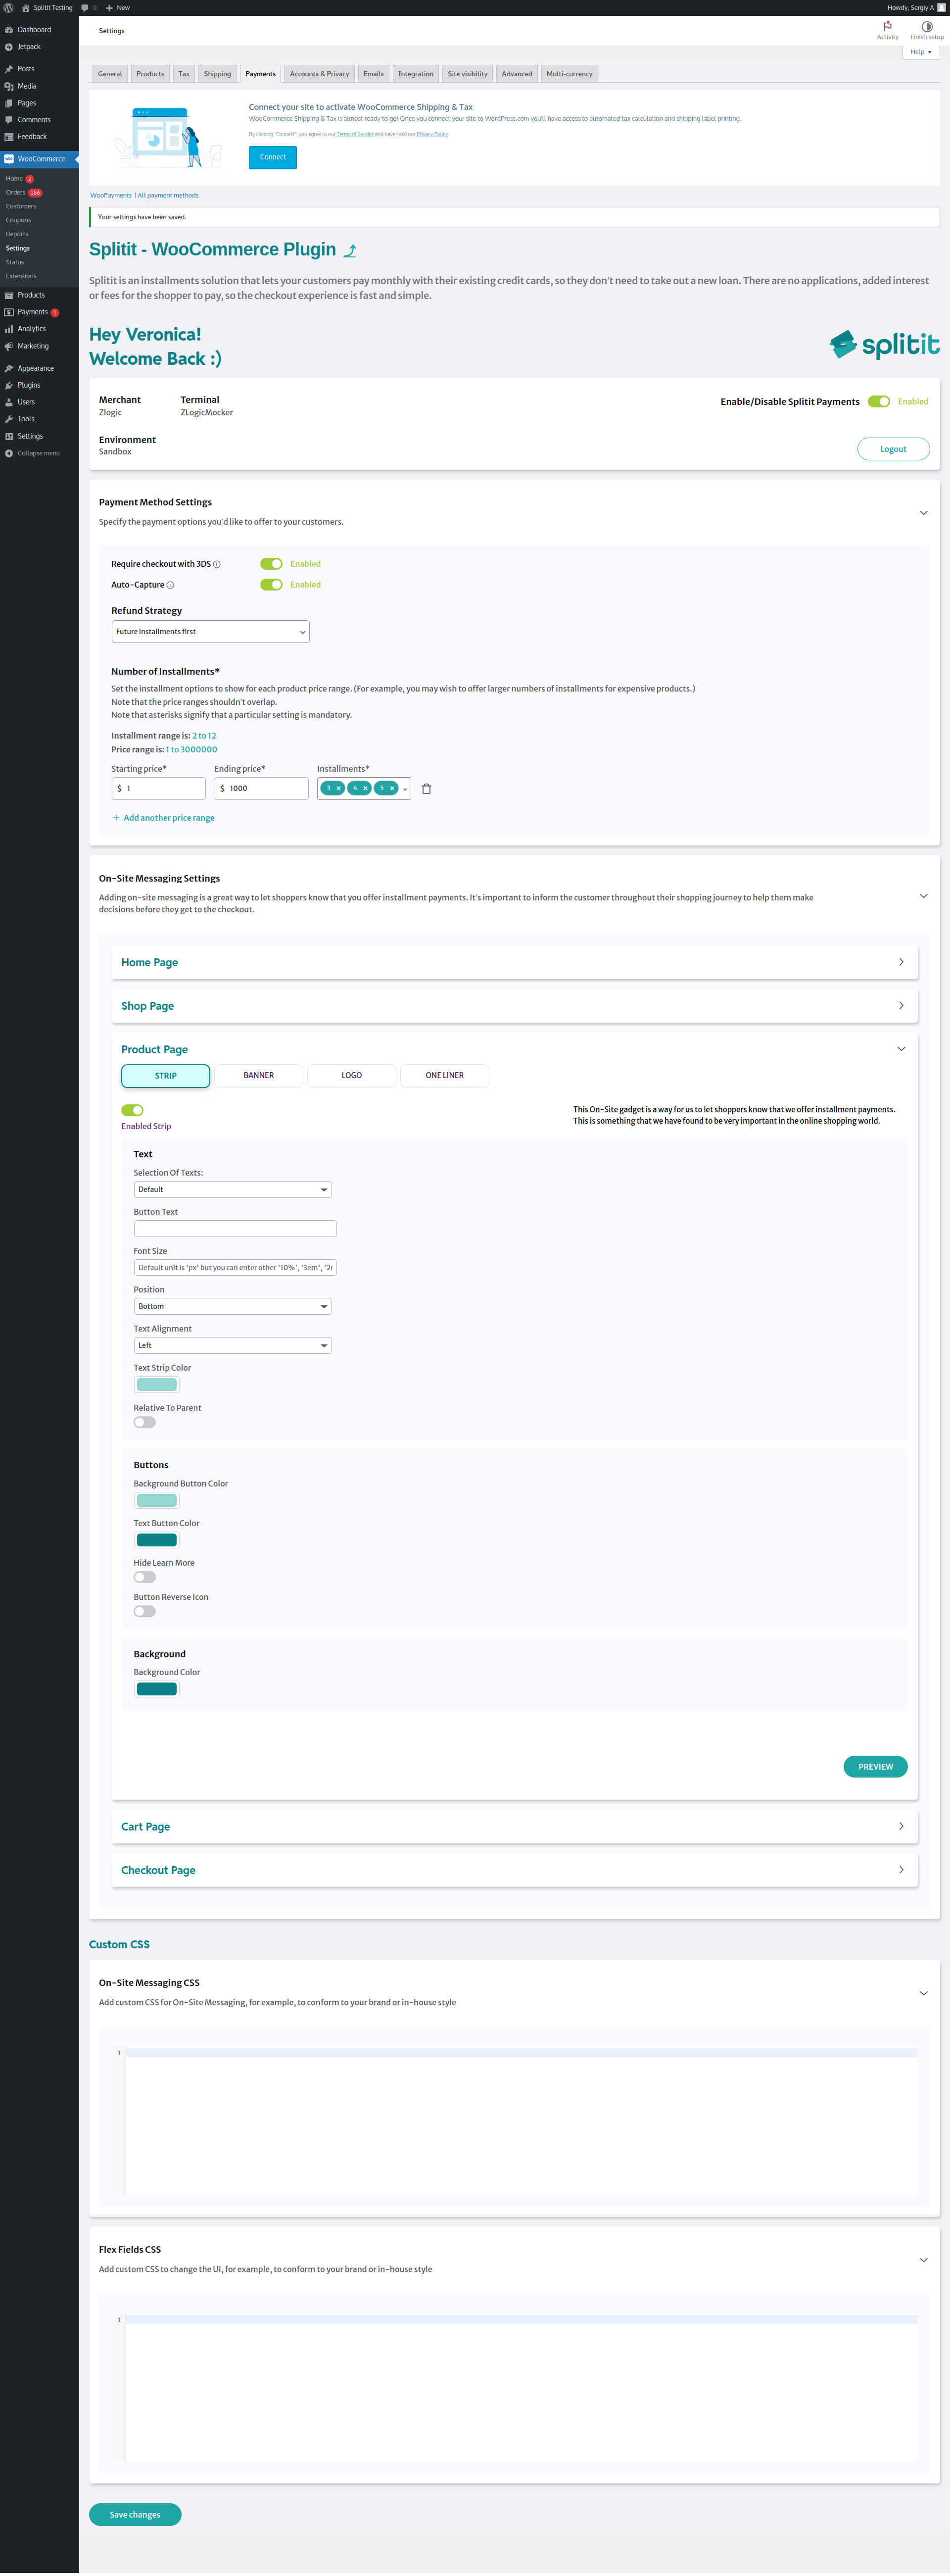 Splitit Testing 0 New Howdy, Sergiy A
Dashboard
Jetpack
Posts
Media
Pages
Comments
Feedback
WooCommerce
Home 2
Orders 186
Customers
Coupons
Reports
Settings
Status
Extensions
Products
Payments 1
Analytics
Marketing
Appearance
Plugins
Users
Tools
Settings
Collapse menu
Settings
Activity
Finish setup
Help
General Products Tax Shipping Payments Accounts & Privacy Emails Integration Site visibility Advanced Multi-currency
Connect your site to activate WooCommerce Shipping & Tax
WooCommerce Shipping & Tax is almost ready to go! Once you connect your site to WordPress.com you'll have access to automated tax calculation and shipping label printing.
By clicking "Connect", you agree to our Terms of Service and have read our Privacy Policy.
Connect
WooPayments | All payment methods
Your settings have been saved.
Splitit - WooCommerce Plugin
Splitit is an installments solution that lets your customers pay monthly with their existing credit cards, so they don't need to take out a new loan. There are no applications, added interest
or fees for the shopper to pay, so the checkout experience is fast and simple.
Hey Veronica!
Welcome Back :)
splitit
Merchant
Zlogic
Terminal
ZLogicMocker
Enable/Disable Splitit Payments Enabled
Environment
Sandbox
Logout
Payment Method Settings
Specify the payment options you'd like to offer to your customers.
Require checkout with 3DS Enabled
Auto-Capture Enabled
Refund Strategy
Future installments first
Number of Installments*
Set the installment options to show for each product price range. (For example, you may wish to offer larger numbers of installments for expensive products.)
Note that the price ranges shouldn't overlap.
Note that asterisks signify that a particular setting is mandatory.
Installment range is: 2 to 12
Price range is: 1 to 3000000
Starting price* Ending price* Installments*
$ 1 $ 1000 3 × 4 × 5 ×
+ Add another price range
On-Site Messaging Settings
Adding on-site messaging is a great way to let shoppers know that you offer installment payments. It's important to inform the customer throughout their shopping journey to help them make
decisions before they get to the checkout.
Home Page
Shop Page
Product Page
STRIP BANNER LOGO ONE LINER
Enabled Strip
This On-Site gadget is a way for us to let shoppers know that we offer installment payments.
This is something that we have found to be very important in the online shopping world.
Text
Selection Of Texts:
Default
Button Text
Font Size
Default unit is 'px' but you can enter other '10%', '3em', '2r
Position
Bottom
Text Alignment
Left
Text Strip Color
Relative To Parent
Buttons
Background Button Color
Text Button Color
Hide Learn More
Button Reverse Icon
Background
Background Color
PREVIEW
Cart Page
Checkout Page
Custom CSS
On-Site Messaging CSS
Add custom CSS for On-Site Messaging, for example, to conform to your brand or in-house style
1
Flex Fields CSS
Add custom CSS to change the UI, for example, to conform to your brand or in-house style
1
Save changes